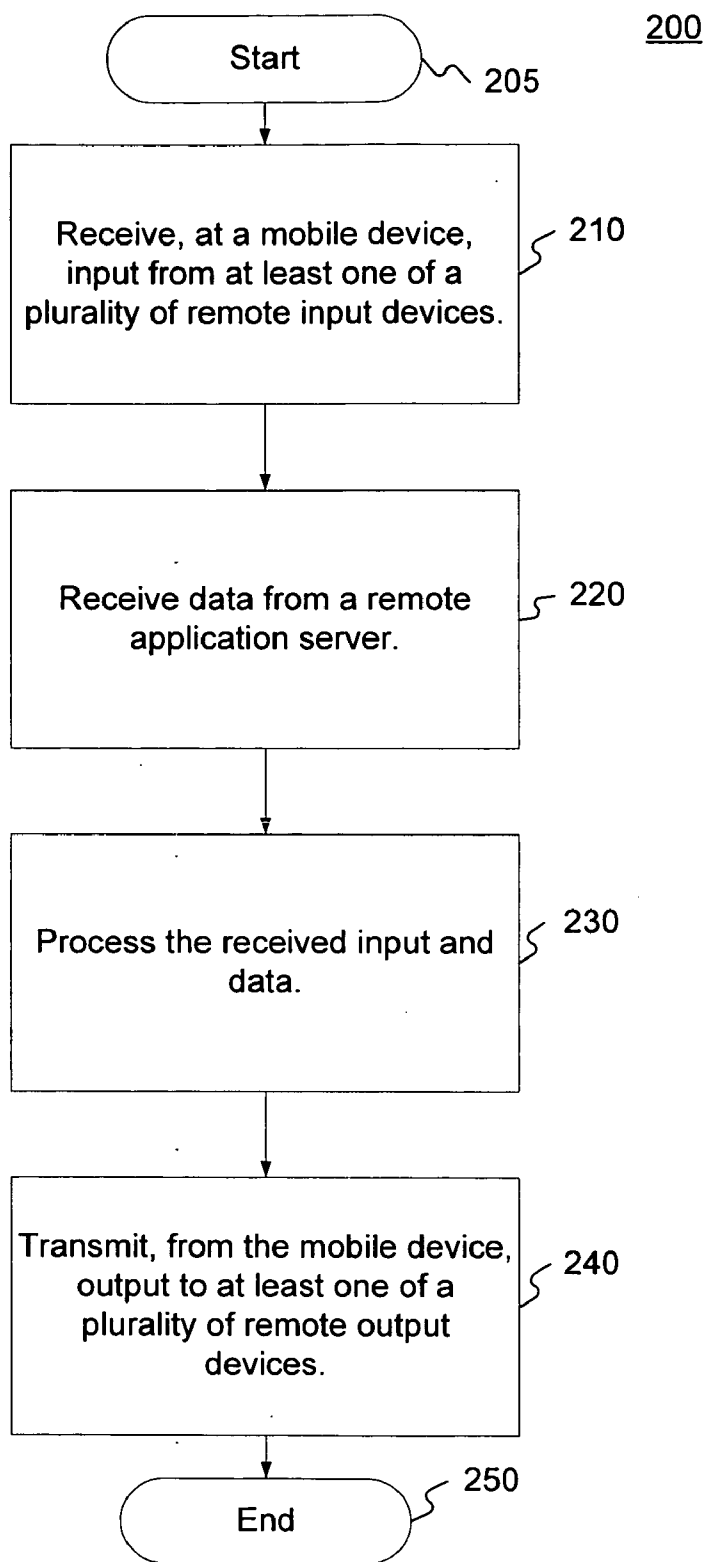 200
Start
205
Receive, at a mobile device,
input from at least one of a
plurality of remote input devices.
210
Receive data from a remote
application server.
220
Process the received input and
data.
230
Transmit, from the mobile device,
output to at least one of a
plurality of remote output
devices.
240
End
250